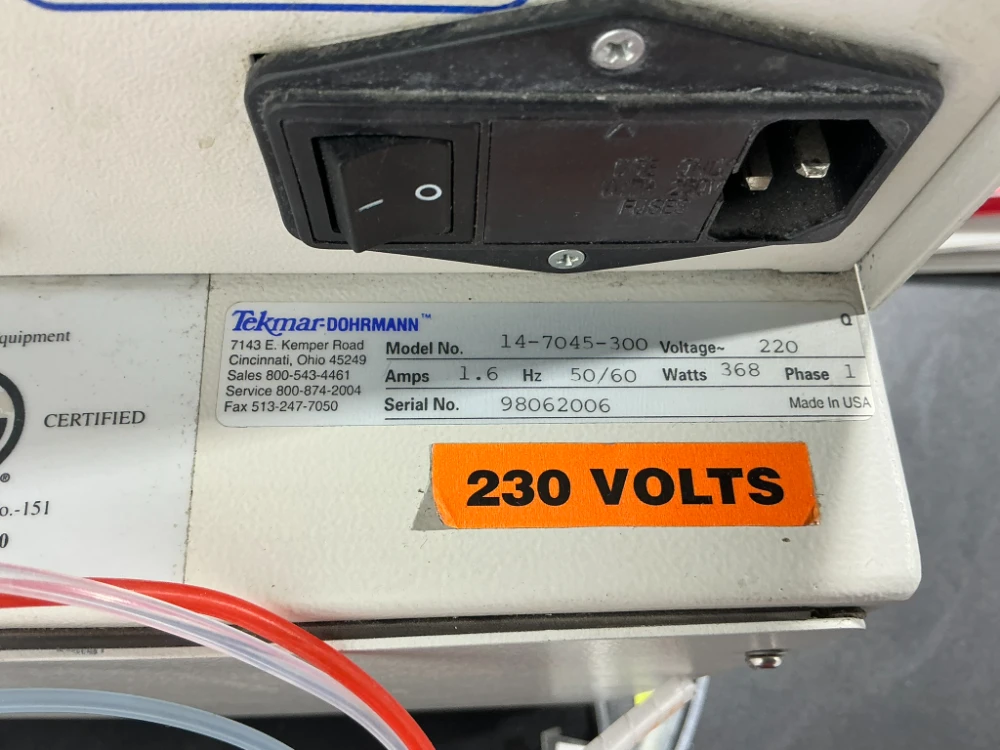 — O
FUSES
Tekmar-DOHRMANN™
7143 E. Kemper Road
Cincinnati, Ohio 45249
Sales 800-543-4461
Service 800-874-2004
Fax 513-247-7050
Q
Model No. 14-7045-300 Voltage~ 220
Amps 1.6 Hz 50/60 Watts 368 Phase 1
Serial No. 98062006 Made In USA
quipment
CERTIFIED
®
o.-151
0
230 VOLTS